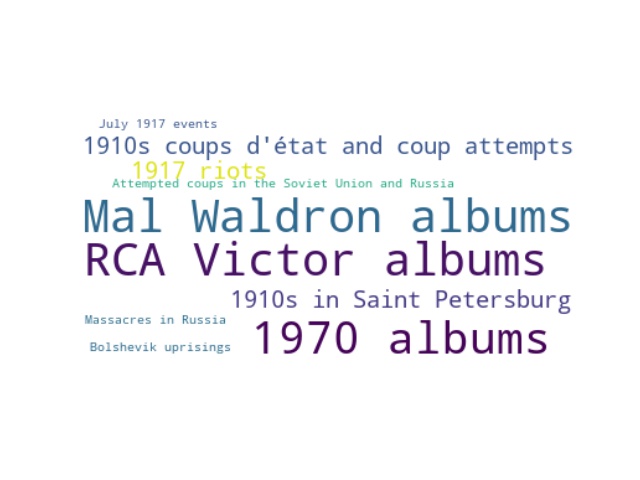 July 1917 events
1910s coups d'état and coup attempts
1917 riots
Attempted coups in the Soviet Union and Russia
Mal Waldron albums
RCA Victor albums
1910s in Saint Petersburg
Massacres in Russia
1970 albums
Bolshevik uprisings